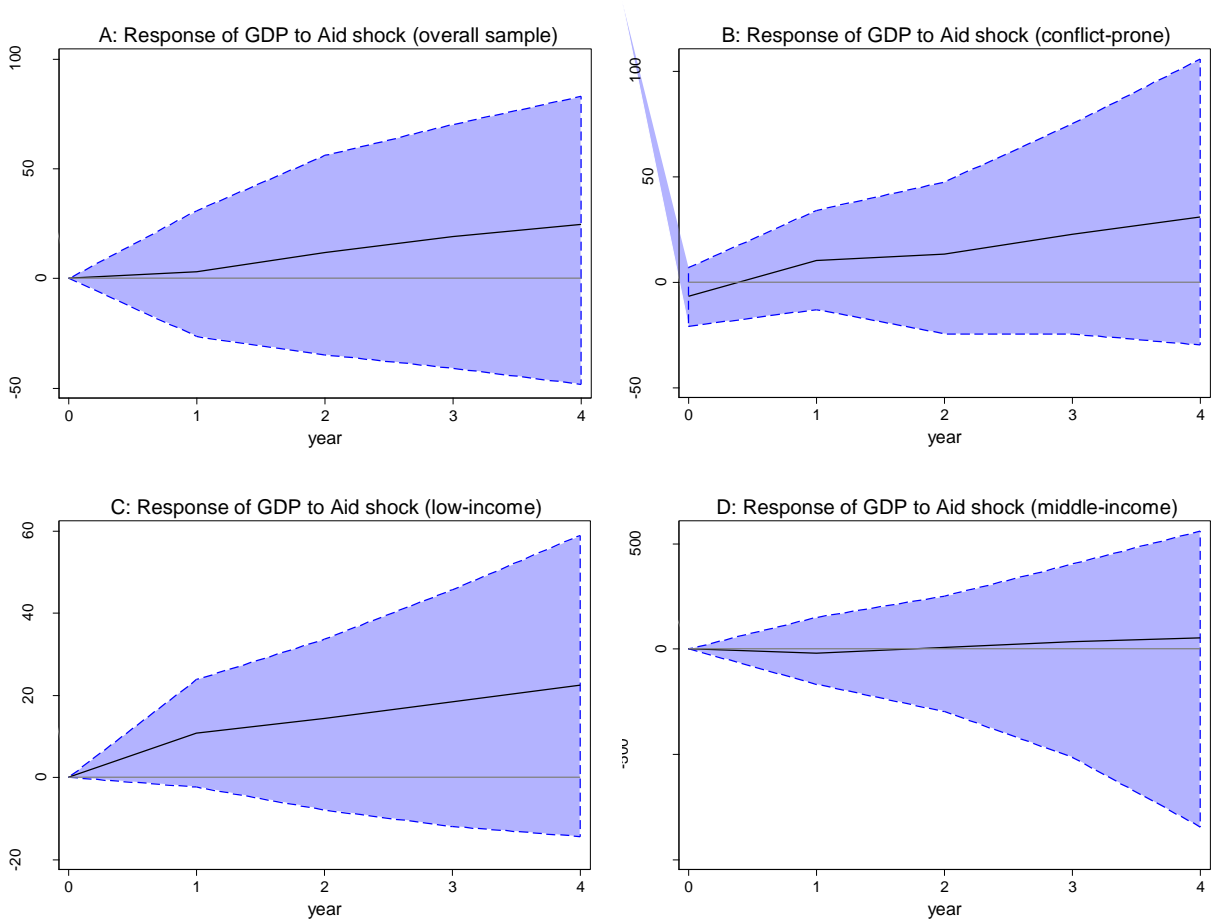 A: Response of GDP to Aid shock (overall sample)
100
50
0
-50
0 1 2 3 4
year
B: Response of GDP to Aid shock (conflict-prone)
100
50
0
-50
0 1 2 3 4
year
C: Response of GDP to Aid shock (low-income)
60
40
20
0
-20
0 1 2 3 4
year
D: Response of GDP to Aid shock (middle-income)
500
0
-500
0 1 2 3 4
year